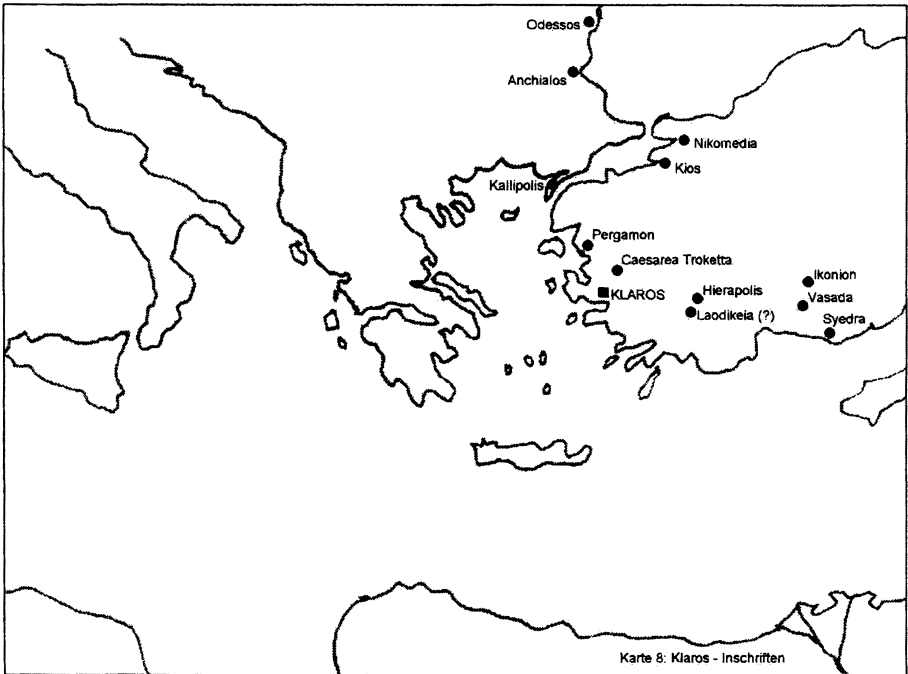 Odessos
Anchialos
Nikomedia
Kios
Kallipolis
Pergamon
Caesarea Troketta
Ikonion
KLAROS
Hierapolis
Vasada
Laodikeia (?)
Syedra
Karte 8: Klaros - Inschriften